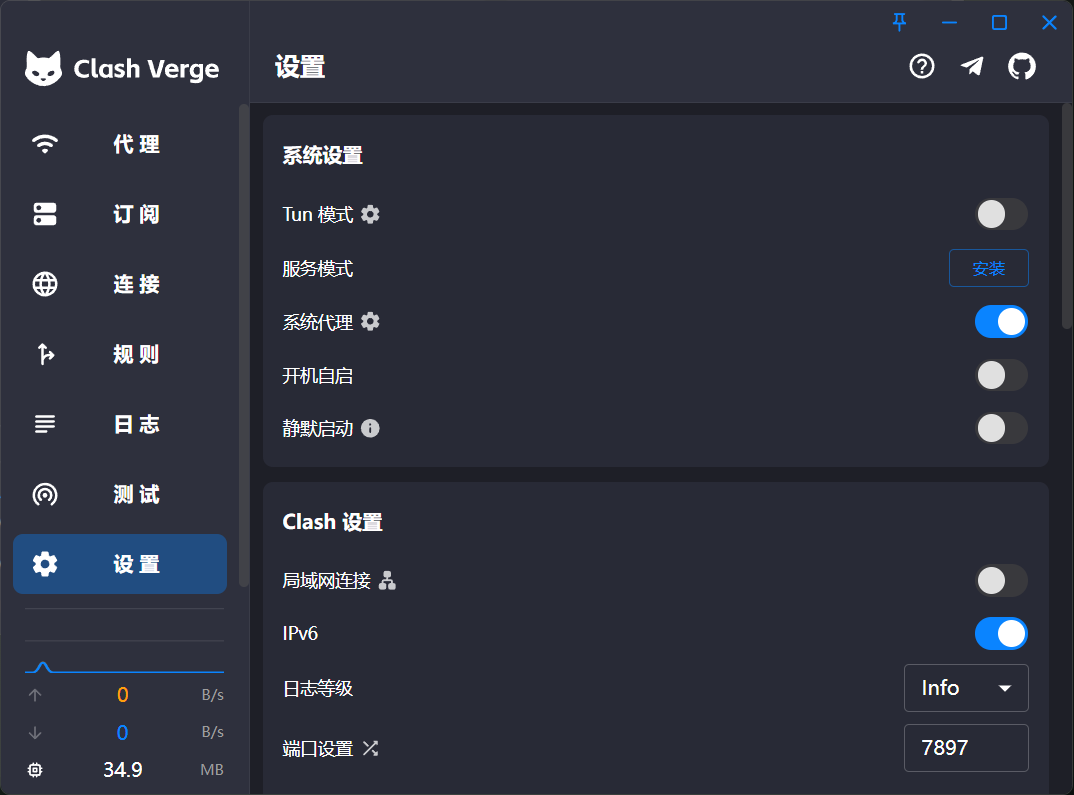 Clash Verge
设置
代理
订阅
连接
规则
日志
测试
设置
0 B/s
0 B/s
34.9 MB
系统设置
Tun 模式
服务模式 安装
系统代理
开机自启
静默启动
Clash 设置
局域网连接
IPv6
日志等级 Info
端口设置 7897